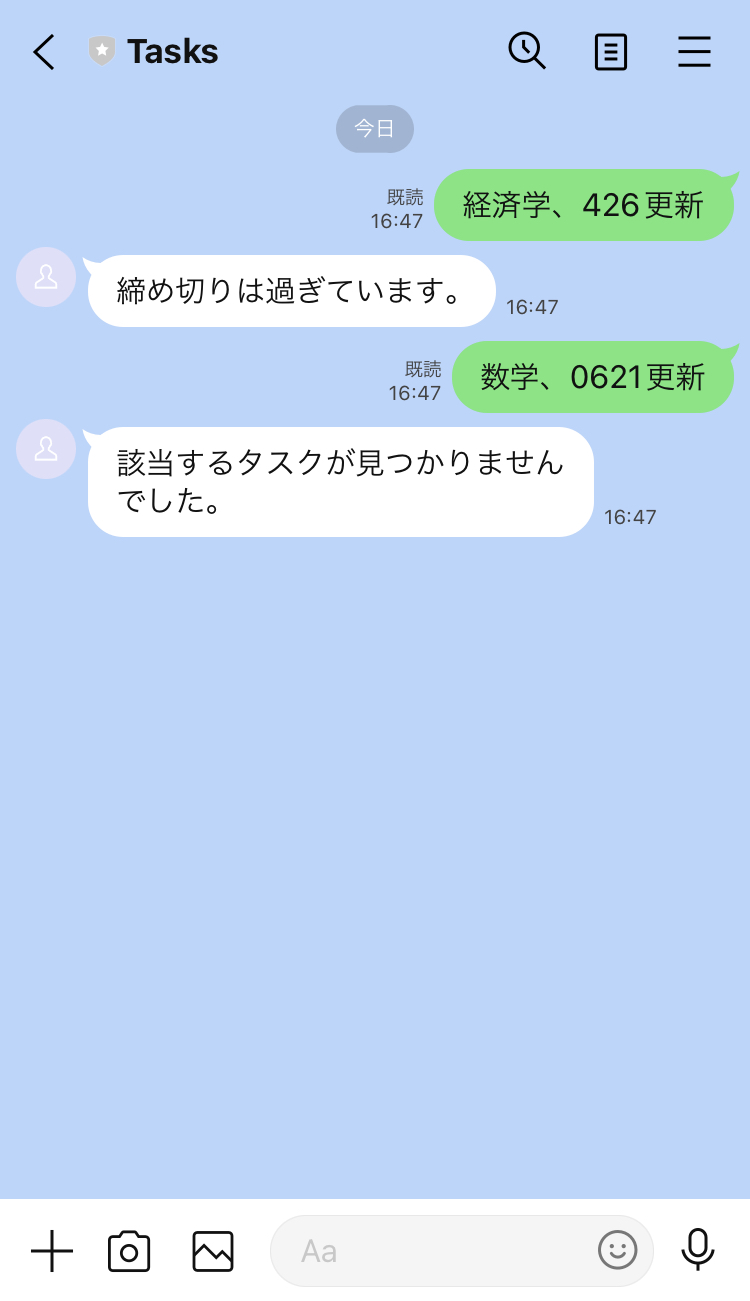 Tasks
今日
経済学、426更新
既読
16:47
締め切りは過ぎています。
16:47
数学、0621更新
既読
16:47
該当するタスクが見つかりません
でした。
16:47
Aa